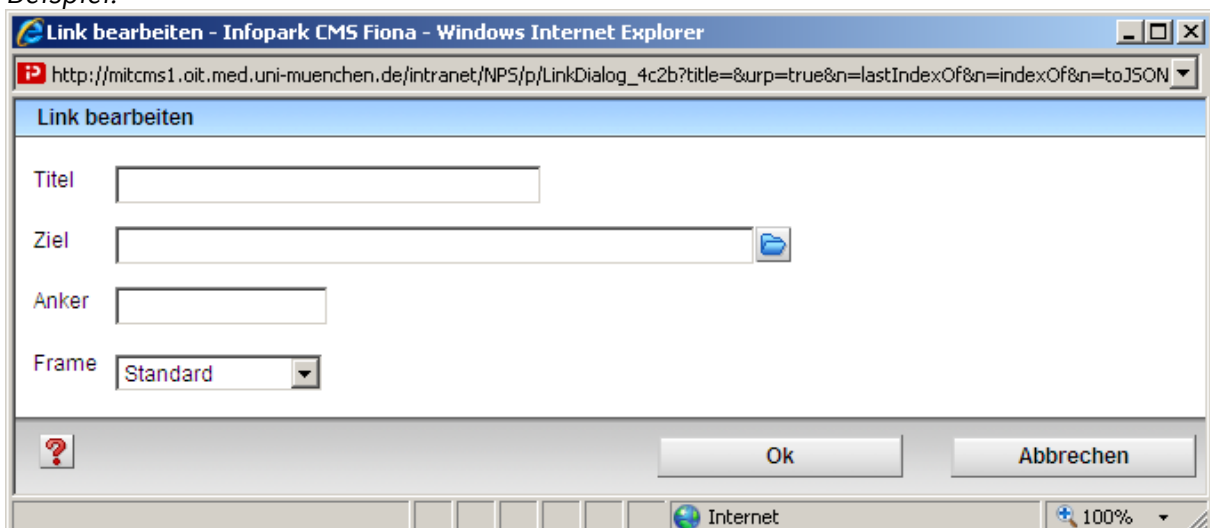 Beispiel:
Link bearbeiten - Infopark CMS Fiona - Windows Internet Explorer
http://mitcms1.oit.med.uni-muenchen.de/intranet/NPS/p/LinkDialog_4c2b?title=&urp=true&n=lastIndexOf&n=indexOf&n=toJSON
Link bearbeiten
Titel
Ziel
Anker
Frame Standard
? Ok Abbrechen
Internet 100%